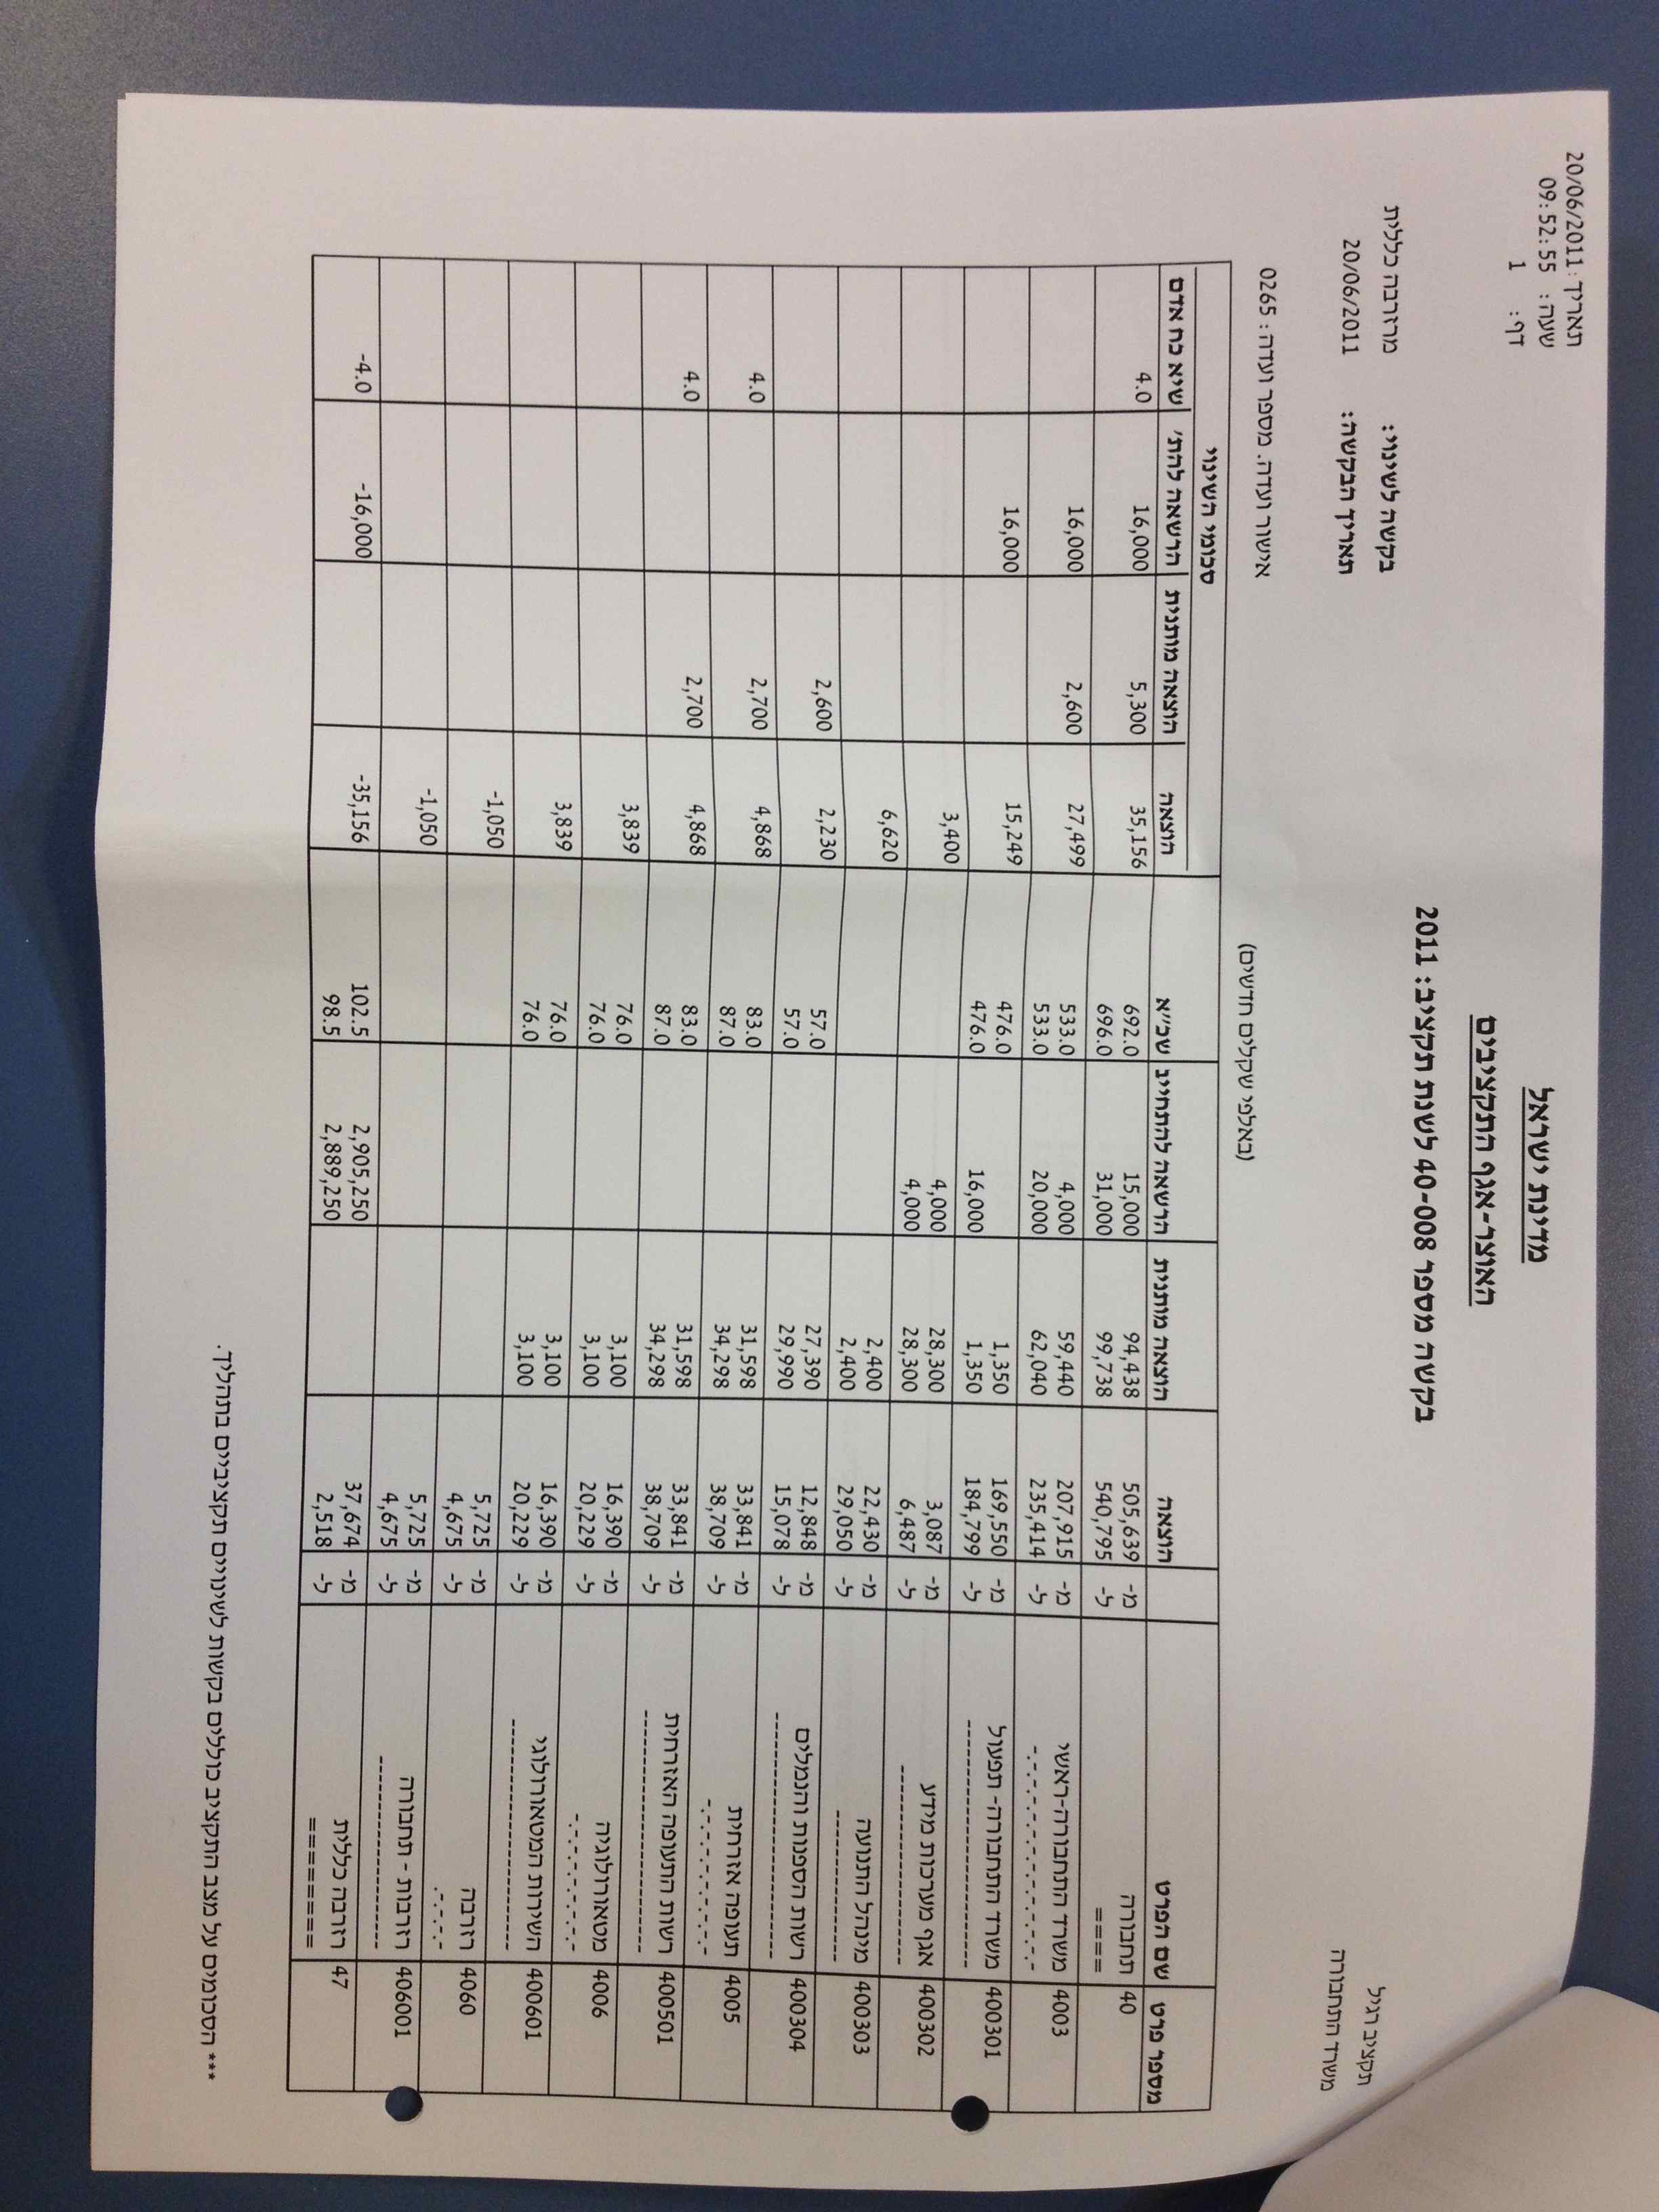 תאריך: 20/06/2011
שעה: 09:52:55
דף: 1
מדינת ישראל
האוצר-אגף התקציבים
בקשה מספר 40-008 לשנת תקציב: 2011
תקציב רגיל
משרד התחבורה
בקשה לשינוי: מרזרבה כללית
תאריך הבקשה: 20/06/2011
(באלפי שקלים חדשים)
אישור ועדה. מספר ועדה: 0265
סכומי השינוי
מספר פרט שם הפרט הוצאה הוצאה מותנית הרשאה להתחייב שכ״א הוצאה הוצאה מותנית הרשאה להת׳ שיא כח אדם
40 תחבורה מ- 505,639 94,438 15,000 692.0 35,156 5,300 16,000 4.0
==== ל- 540,795 99,738 31,000 696.0
4003 משרד התחבורה-ראשי מ- 207,915 59,440 4,000 533.0 27,499 2,600 16,000
-.-.-.-.-.-.-.-.-.- ל- 235,414 62,040 20,000 533.0
400301 משרד התחבורה- תפעול מ- 169,550 1,350 476.0 15,249 16,000
-------------------- ל- 184,799 1,350 16,000 476.0
400302 אגף מערכות מידע מ- 3,087 28,300 4,000 3,400
---------------- ל- 6,487 28,300 4,000
400303 מינהל התנועה מ- 22,430 2,400 6,620
------------- ל- 29,050 2,400
400304 רשות הספנות והנמלים מ- 12,848 27,390 57.0 2,230 2,600
-------------------- ל- 15,078 29,990 57.0
4005 תעופה אזרחית מ- 33,841 31,598 83.0 4,868 2,700 4.0
-.-.-.-.-.-.-.- ל- 38,709 34,298 87.0
400501 רשות התעופה האזרחית מ- 33,841 31,598 83.0 4,868 2,700 4.0
-------------------- ל- 38,709 34,298 87.0
4006 מטאורולוגיה מ- 16,390 3,100 76.0 3,839
-.-.-.-.-.-.- ל- 20,229 3,100 76.0
400601 השירות המטאורולוגי מ- 16,390 3,100 76.0 3,839
------------------- ל- 20,229 3,100 76.0
4060 רזרבה מ- 5,725 -1,050
-.-.-. ל- 4,675
406001 רזרבות - תחבורה מ- 5,725 -1,050
---------------- ל- 4,675
47 רזרבה כללית מ- 37,674 2,905,250 102.5 -35,156 -16,000 -4.0
======== ל- 2,518 2,889,250 98.5
*** הסכומים על מצב התקציב כוללים בקשות לשינויים תקציביים בתהליך.